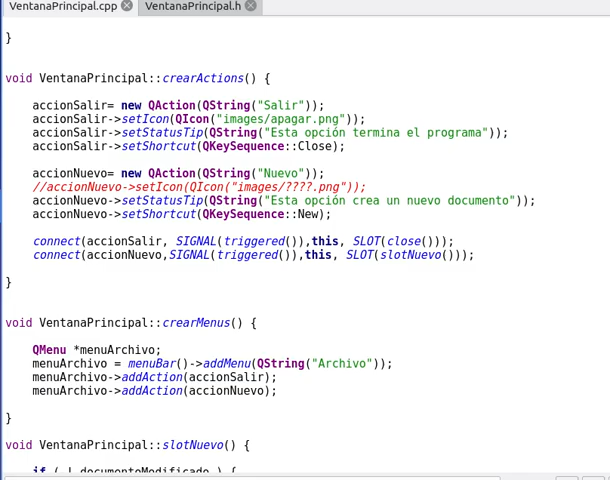 VentanaPrincipal.cpp VentanaPrincipal.h
}
void VentanaPrincipal::crearActions() {
accionSalir= new QAction(QString("Salir"));
accionSalir->setIcon(QIcon("images/apagar.png"));
accionSalir->setStatusTip(QString("Esta opción termina el programa"));
accionSalir->setShortcut(QKeySequence::Close);
accionNuevo= new QAction(QString("Nuevo"));
//accionNuevo->setIcon(QIcon("images/????.png"));
accionNuevo->setStatusTip(QString("Esta opción crea un nuevo documento"));
accionNuevo->setShortcut(QKeySequence::New);
connect(accionSalir, SIGNAL(triggered()),this, SLOT(close()));
connect(accionNuevo,SIGNAL(triggered()),this, SLOT(slotNuevo()));
}
void VentanaPrincipal::crearMenus() {
QMenu *menuArchivo;
menuArchivo = menuBar()->addMenu(QString("Archivo"));
menuArchivo->addAction(accionSalir);
menuArchivo->addAction(accionNuevo);
}
void VentanaPrincipal::slotNuevo() {
if ( ! documentoModificado ) {